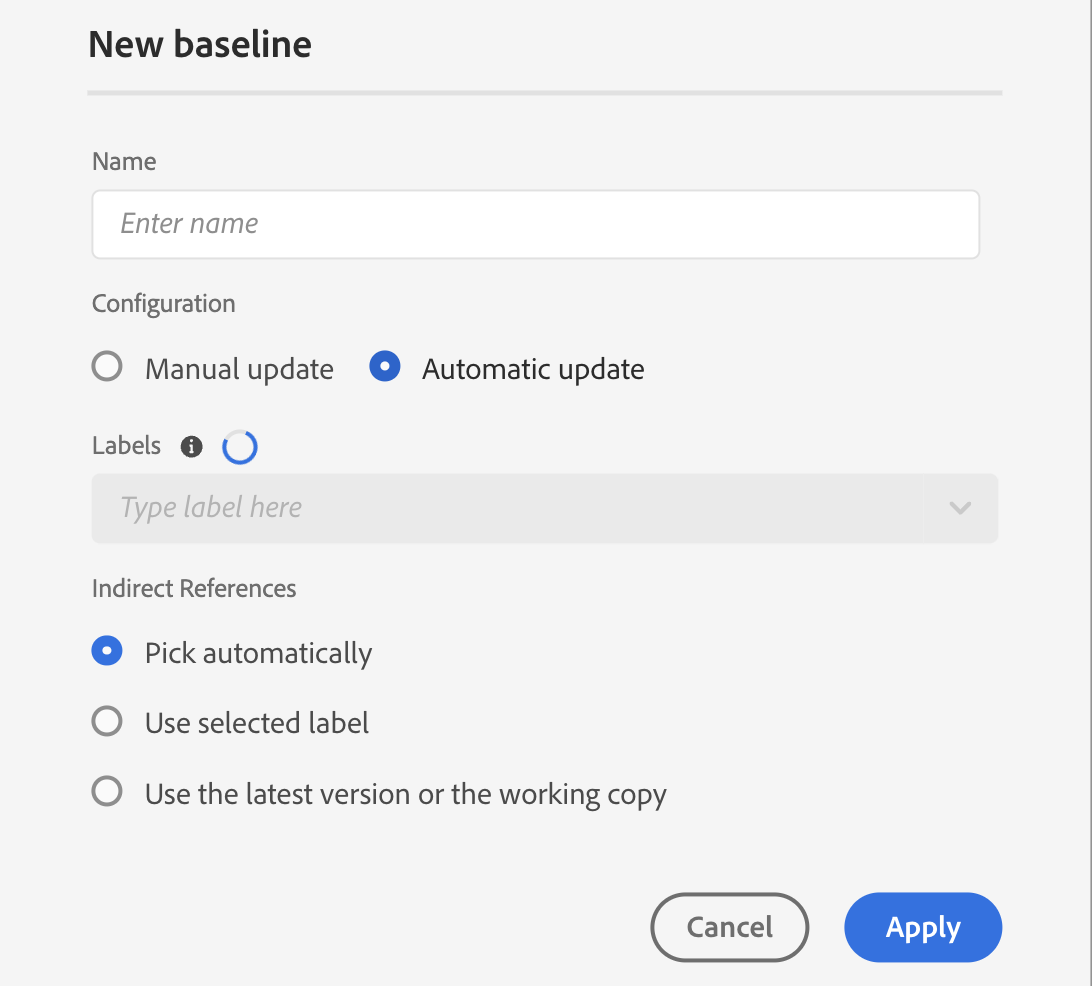 New baseline
Name
Enter name
Configuration
Manual update Automatic update
Labels
Type label here
Indirect References
Pick automatically
Use selected label
Use the latest version or the working copy
Cancel Apply